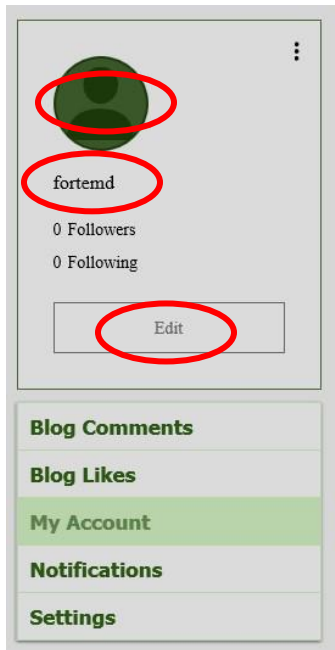 fortemd
0 Followers
0 Following
Edit
Blog Comments
Blog Likes
My Account
Notifications
Settings